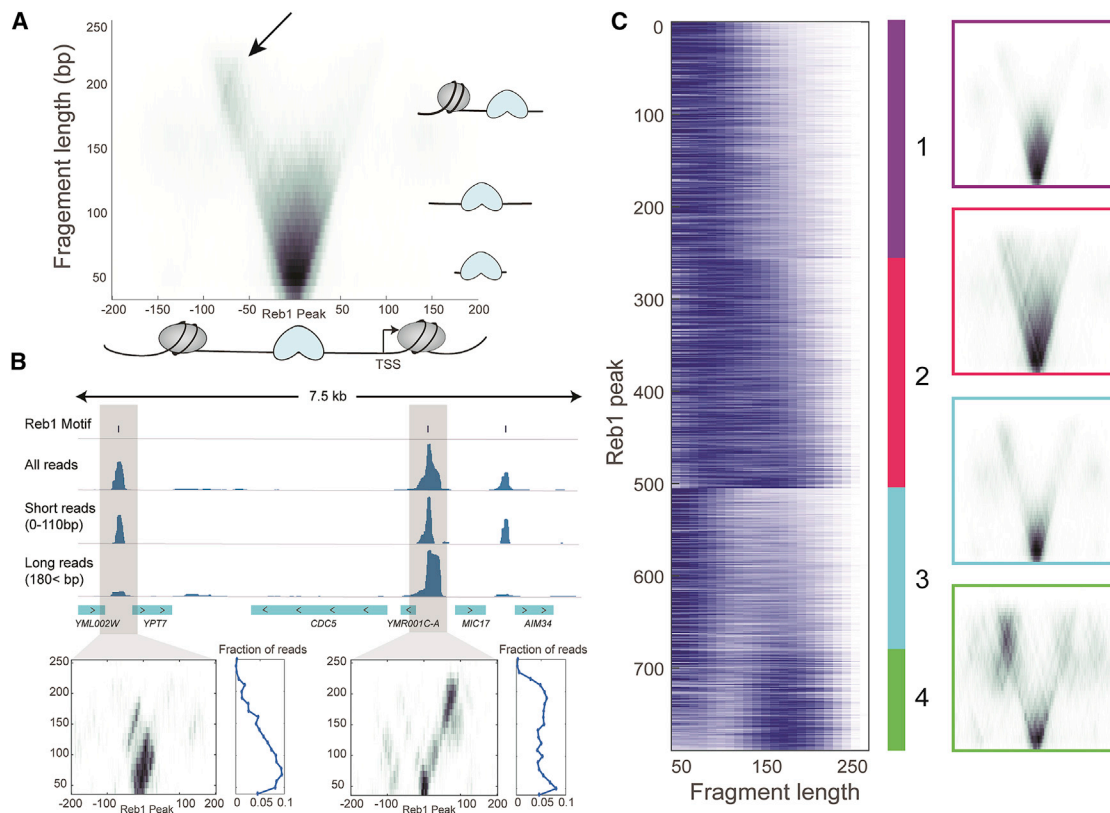 A
Fragement length (bp)
250
200
150
100
50
-200
-150
-100
-50
Reb1 Peak
50
100
150
200
TSS
B
7.5 kb
Reb1 Motif
All reads
Short reads
(0-110bp)
Long reads
(180< bp)
YML002W
YPT7
CDC5
YMR001C-A
MIC17
AIM34
Fraction of reads
250
200
150
100
50
-200
-100
Reb1 Peak
100
200
0
0.05
0.1
Fraction of reads
250
200
150
100
50
-200
-100
Reb1 Peak
100
200
0
0.05
0.1
C
Reb1 peak
0
100
200
300
400
500
600
700
50
150
250
Fragment length
1
2
3
4